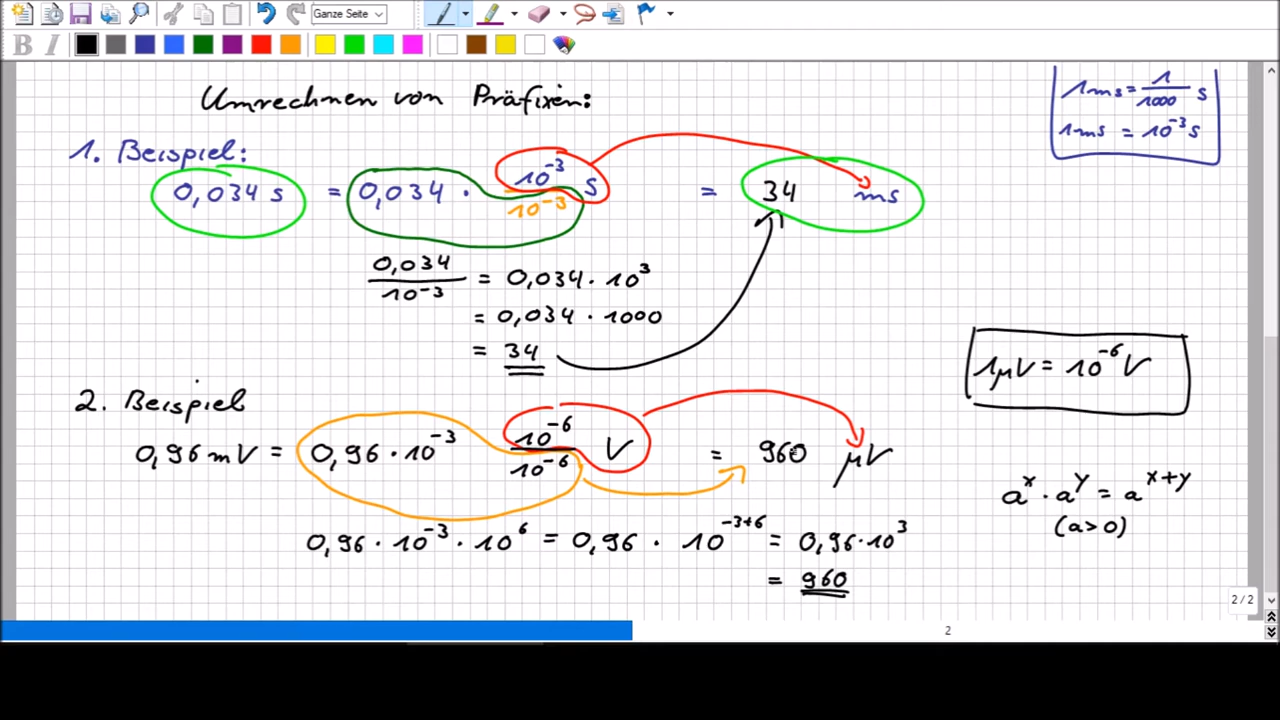 Ganze Seite
B I
Umrechnen von Präfixen:
1ms = 1/1000 s
1ms = 10⁻³ s
1. Beispiel:
0,034 s = 0,034 · 10⁻³/10⁻³ s = 34 ms
0,034/10⁻³ = 0,034 · 10³
= 0,034 · 1000
= 34
1µV = 10⁻⁶ V
2. Beispiel
0,96 mV = 0,96 · 10⁻³ 10⁻⁶/10⁻⁶ V = 960 µV
aˣ · aʸ = aˣ⁺ʸ
(a>0)
0,96 · 10⁻³ · 10⁶ = 0,96 · 10⁻³⁺⁶ = 0,96 · 10³
= 960
2 / 2
2